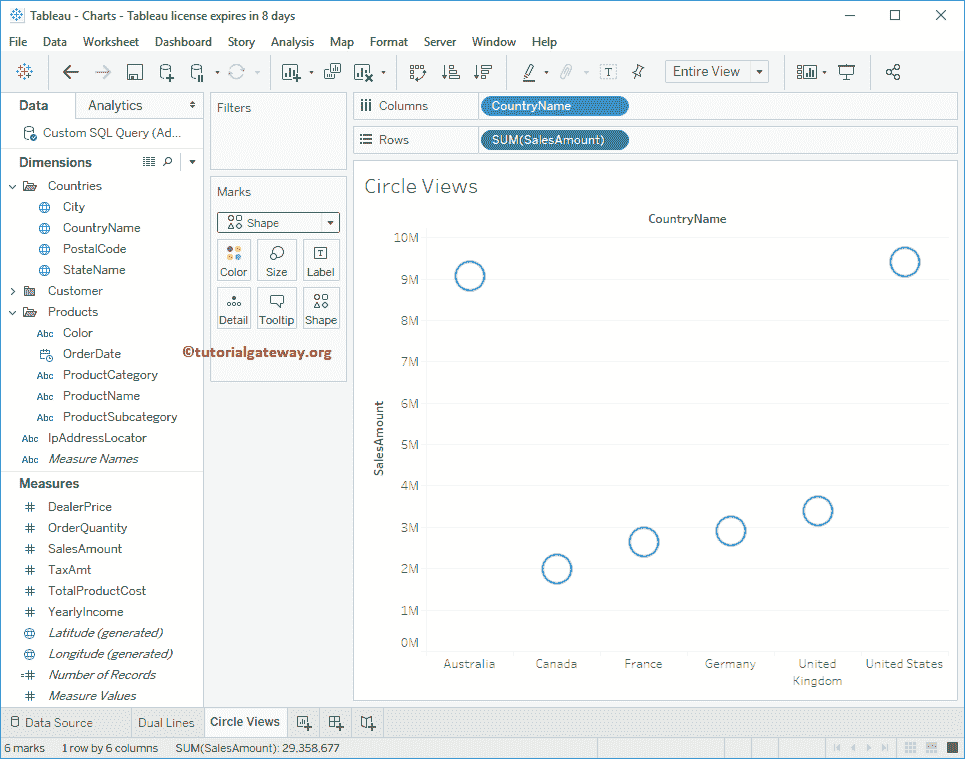 Tableau - Charts - Tableau license expires in 8 days
File Data Worksheet Dashboard Story Analysis Map Format Server Window Help
Entire View
Data Analytics
Custom SQL Query (Ad...
Dimensions
Countries
City
CountryName
PostalCode
StateName
Customer
Products
Abc Color
OrderDate
Abc ProductCategory
Abc ProductName
Abc ProductSubcategory
Abc IpAddressLocator
Abc Measure Names
Measures
# DealerPrice
# OrderQuantity
# SalesAmount
# TaxAmt
# TotalProductCost
# YearlyIncome
Latitude (generated)
Longitude (generated)
=# Number of Records
# Measure Values
Filters
Marks
Shape
Color Size Label
Detail Tooltip Shape
©tutorialgateway.org
Columns CountryName
Rows SUM(SalesAmount)
Circle Views
CountryName
10M
9M
8M
7M
6M
5M
4M
3M
2M
1M
0M
SalesAmount
Australia Canada France Germany United Kingdom United States
Data Source Dual Lines Circle Views
6 marks 1 row by 6 columns SUM(SalesAmount): 29,358,677